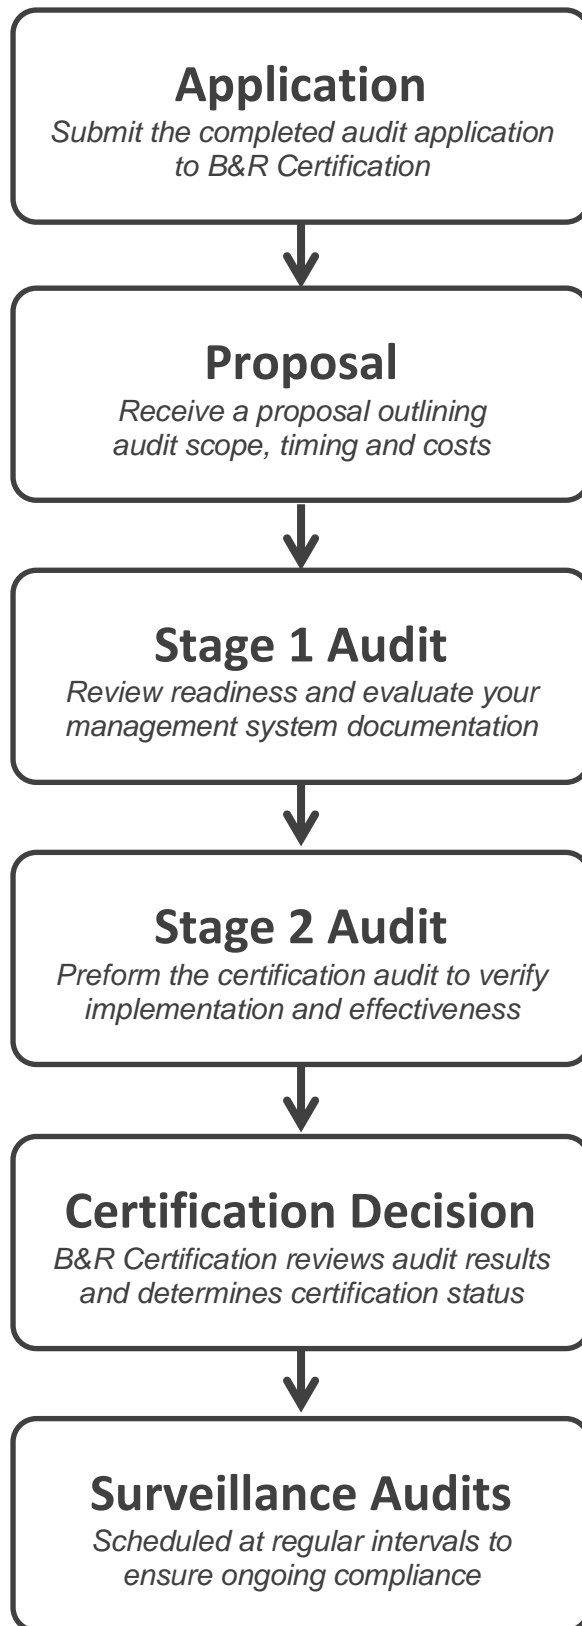 Application
Submit the completed audit application
to B&R Certification
Proposal
Receive a proposal outlining
audit scope, timing and costs
Stage 1 Audit
Review readiness and evaluate your
management system documentation
Stage 2 Audit
Preform the certification audit to verify
implementation and effectiveness
Certification Decision
B&R Certification reviews audit results
and determines certification status
Surveillance Audits
Scheduled at regular intervals to
ensure ongoing compliance